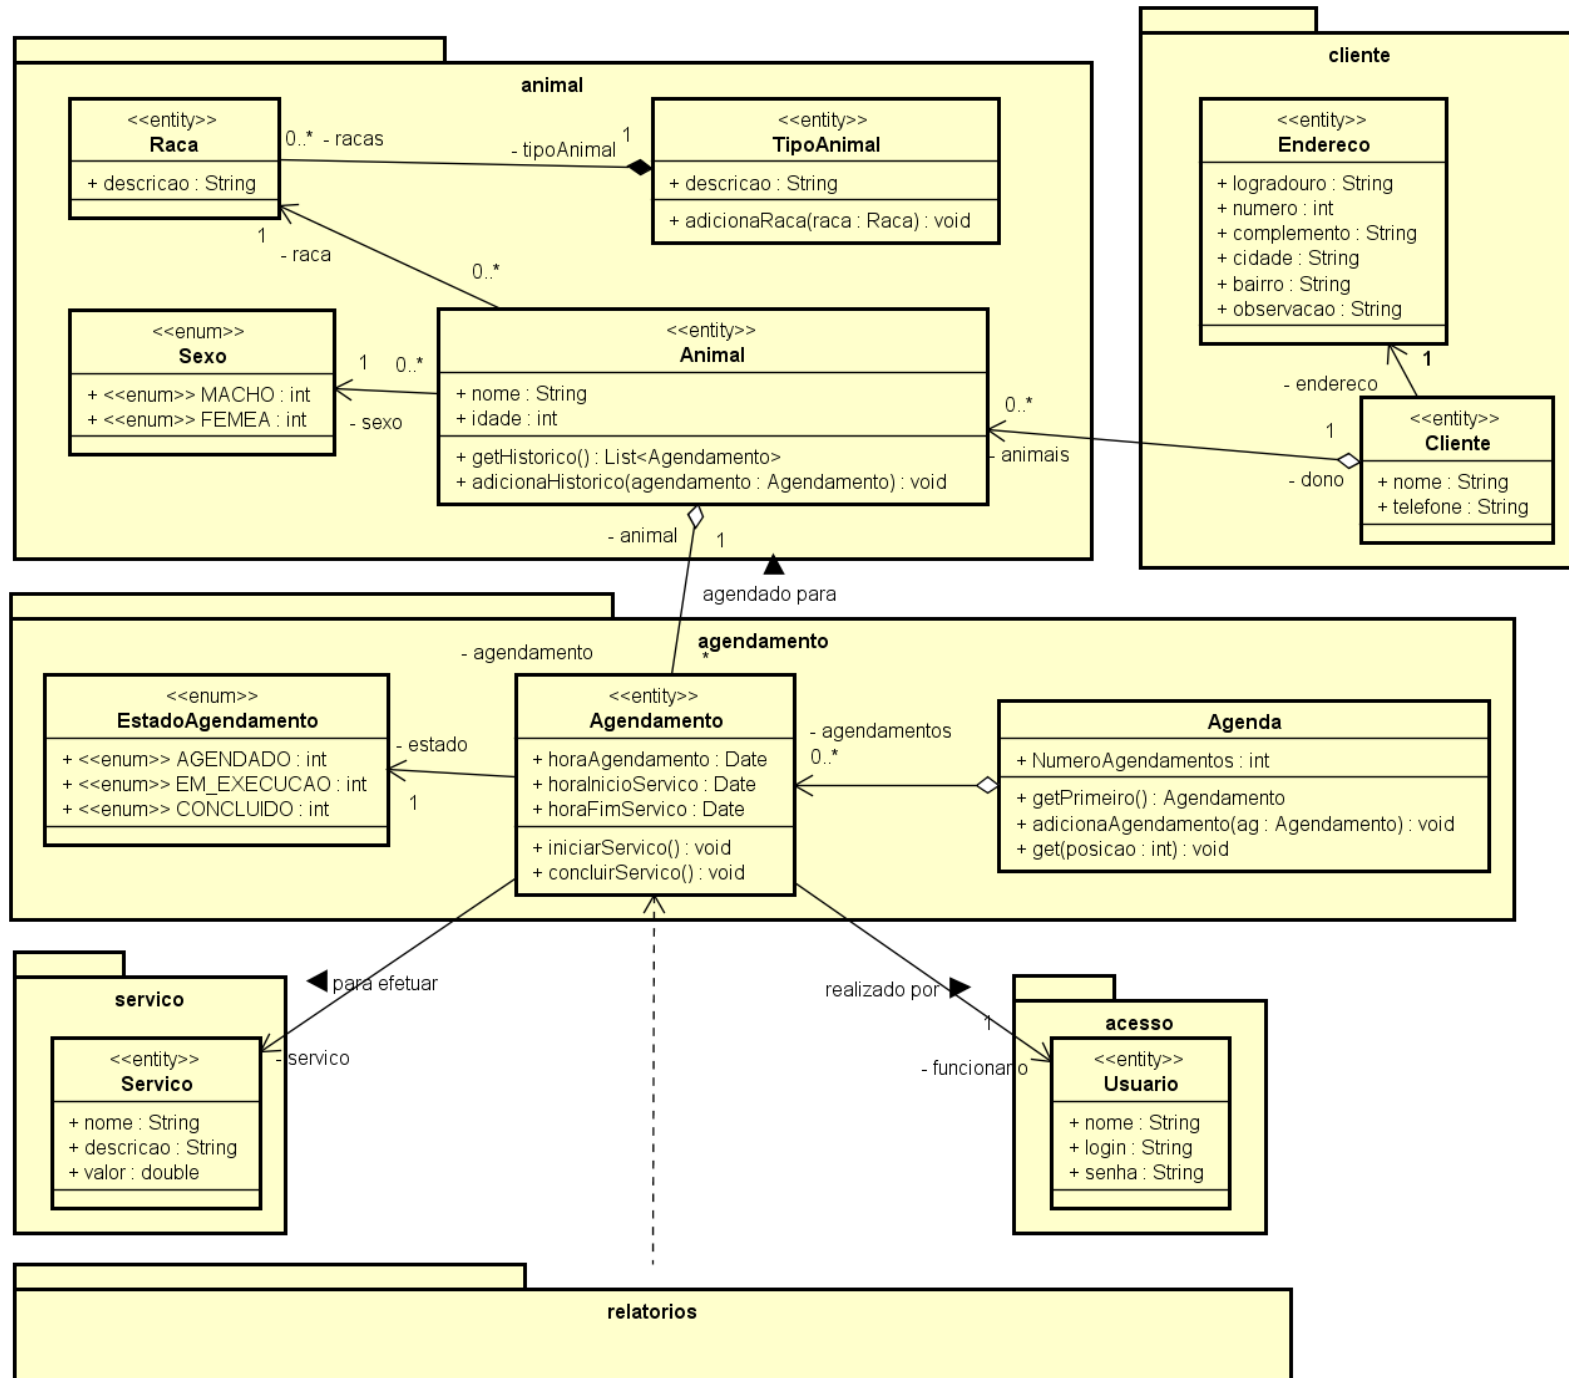 cliente
<<entity>>
Endereco
+ logradouro : String
+ numero : int
+ complemento : String
+ cidade : String
+ bairro : String
+ observacao : String
1
- endereco
<<entity>>
Cliente
+ nome : String
+ telefone : String
1
- dono
0..*
- animais
animal
<<entity>>
Raca
+ descricao : String
0..* - racas
1
- tipoAnimal
<<entity>>
TipoAnimal
+ descricao : String
+ adicionaRaca(raca : Raca) : void
1
- raca
0..*
<<enum>>
Sexo
+ <<enum>> MACHO : int
+ <<enum>> FEMEA : int
1
0..*
- sexo
<<entity>>
Animal
+ nome : String
+ idade : int
+ getHistorico() : List<Agendamento>
+ adicionaHistorico(agendamento : Agendamento) : void
- animal
1
agendado para
agendamento
- agendamento
*
<<enum>>
EstadoAgendamento
+ <<enum>> AGENDADO : int
+ <<enum>> EM_EXECUCAO : int
+ <<enum>> CONCLUIDO : int
- estado
1
<<entity>>
Agendamento
+ horaAgendamento : Date
+ horaInicioServico : Date
+ horaFimServico : Date
+ iniciarServico() : void
+ concluirServico() : void
- agendamentos
0..*
Agenda
+ NumeroAgendamentos : int
+ getPrimeiro() : Agendamento
+ adicionaAgendamento(ag : Agendamento) : void
+ get(posicao : int) : void
para efetuar
realizado por
servico
- servico
<<entity>>
Servico
+ nome : String
+ descricao : String
+ valor : double
1
- funcionario
acesso
<<entity>>
Usuario
+ nome : String
+ login : String
+ senha : String
relatorios